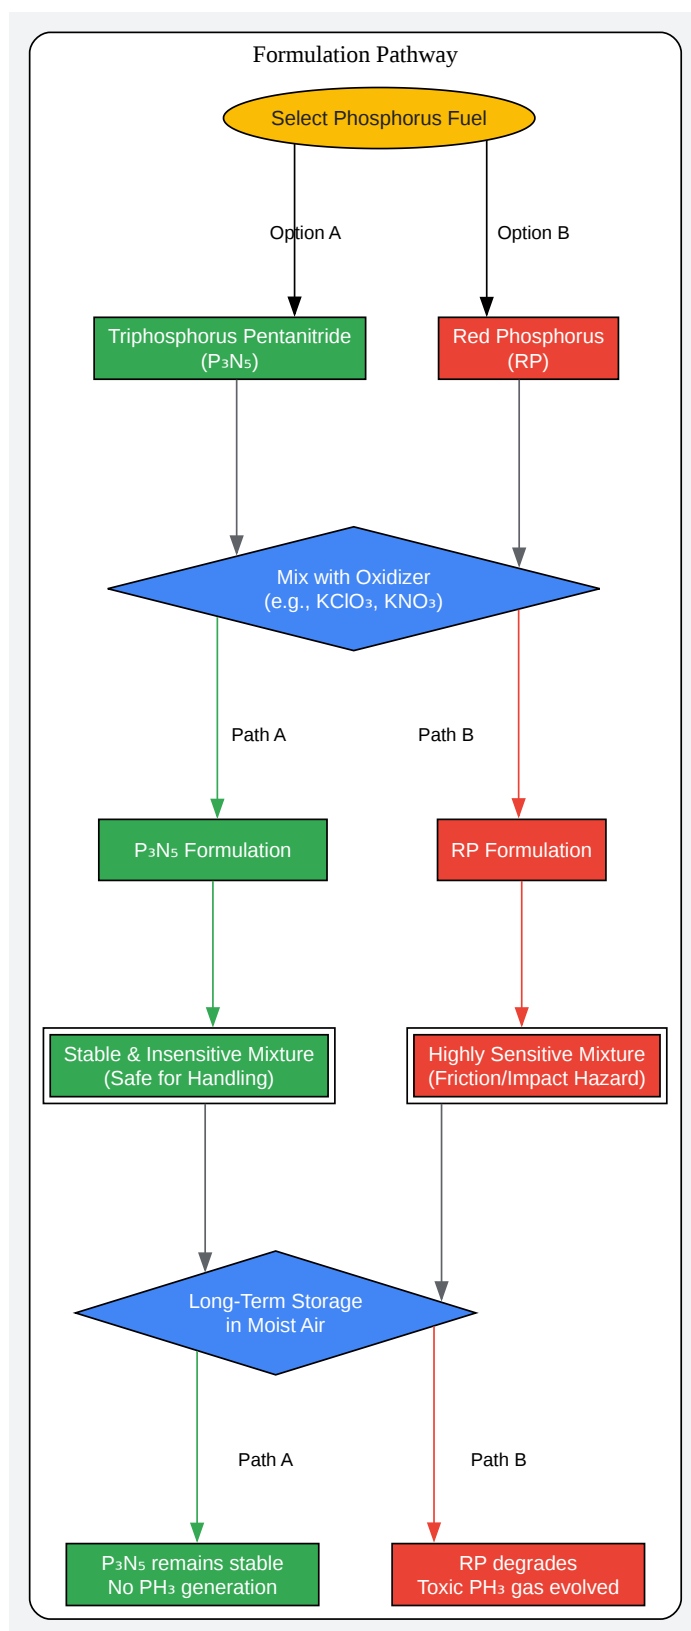 Formulation Pathway
Select Phosphorus Fuel
Option A
Option B
Triphosphorus Pentanitride
(P₃N₅)
Red Phosphorus
(RP)
Mix with Oxidizer
(e.g., KClO₃, KNO₃)
Path A
Path B
P₃N₅ Formulation
RP Formulation
Stable & Insensitive Mixture
(Safe for Handling)
Highly Sensitive Mixture
(Friction/Impact Hazard)
Long-Term Storage
in Moist Air
Path A
Path B
P₃N₅ remains stable
No PH₃ generation
RP degrades
Toxic PH₃ gas evolved